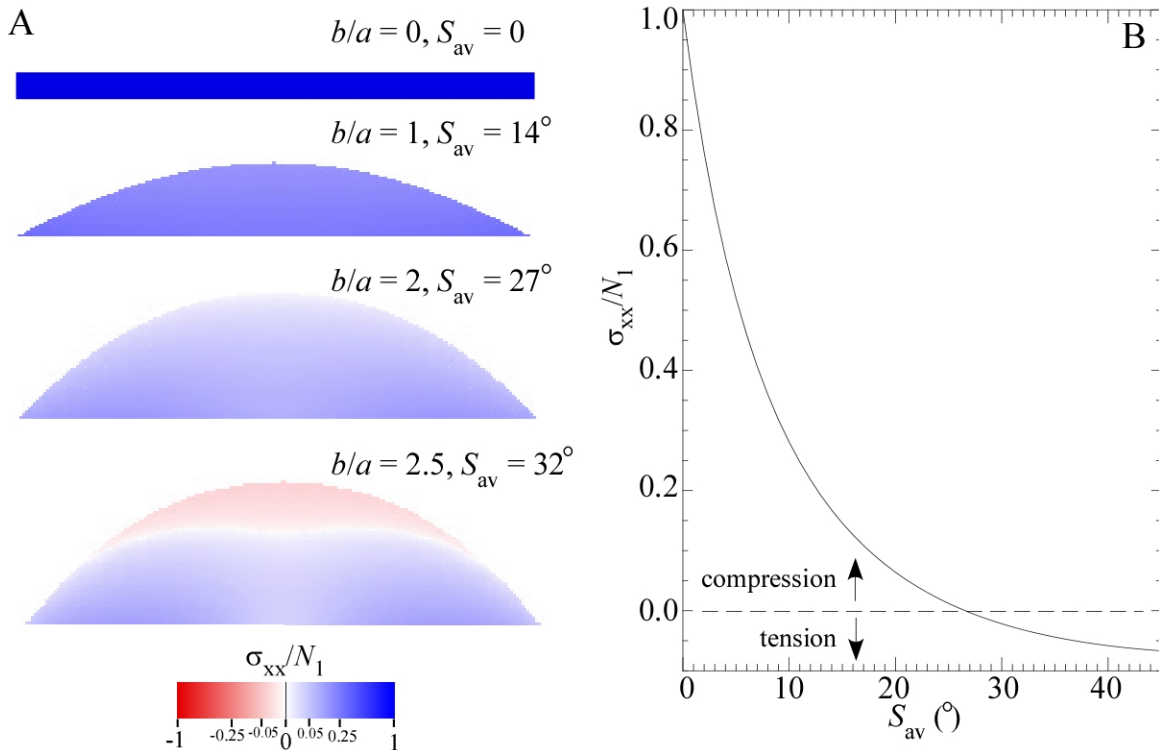 A
b/a = 0, S_av = 0
b/a = 1, S_av = 14°
b/a = 2, S_av = 27°
b/a = 2.5, S_av = 32°
σ_xx/N_1
-1 -0.25 -0.05 0 0.05 0.25 1
B
σ_xx/N_1
1.0
0.8
0.6
0.4
0.2
0.0
compression
tension
0 10 20 30 40
S_av (°)